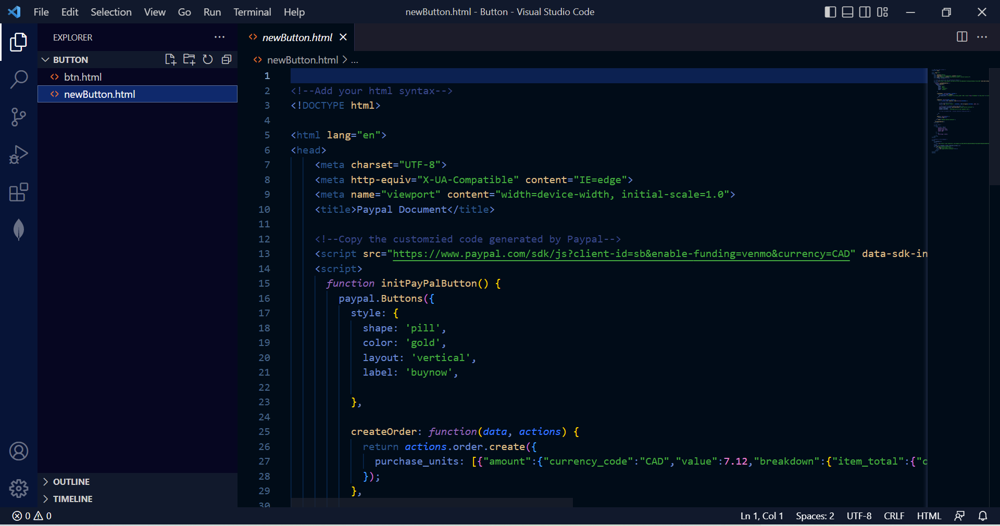 File Edit Selection View Go Run Terminal Help
newButton.html - Button - Visual Studio Code
EXPLORER
newButton.html
BUTTON
newButton.html > ...
btn.html
newButton.html
1
2 <!--Add your html syntax-->
3 <!DOCTYPE html>
4
5 <html lang="en">
6 <head>
7 <meta charset="UTF-8">
8 <meta http-equiv="X-UA-Compatible" content="IE=edge">
9 <meta name="viewport" content="width=device-width, initial-scale=1.0">
10 <title>Paypal Document</title>
11
12 <!--Copy the customzied code generated by Paypal-->
13 <script src="https://www.paypal.com/sdk/js?client-id=sb&enable-funding=venmo&currency=CAD" data-sdk-in
14 <script>
15 function initPayPalButton() {
16 paypal.Buttons({
17 style: {
18 shape: 'pill',
19 color: 'gold',
20 layout: 'vertical',
21 label: 'buynow',
22
23 },
24
25 createOrder: function(data, actions) {
26 return actions.order.create({
27 purchase_units: [{"amount":{"currency_code":"CAD","value":7.12,"breakdown":{"item_total":{"c
28 });
29 },
30
OUTLINE
TIMELINE
0 0
Ln 1, Col 1 Spaces: 2 UTF-8 CRLF HTML